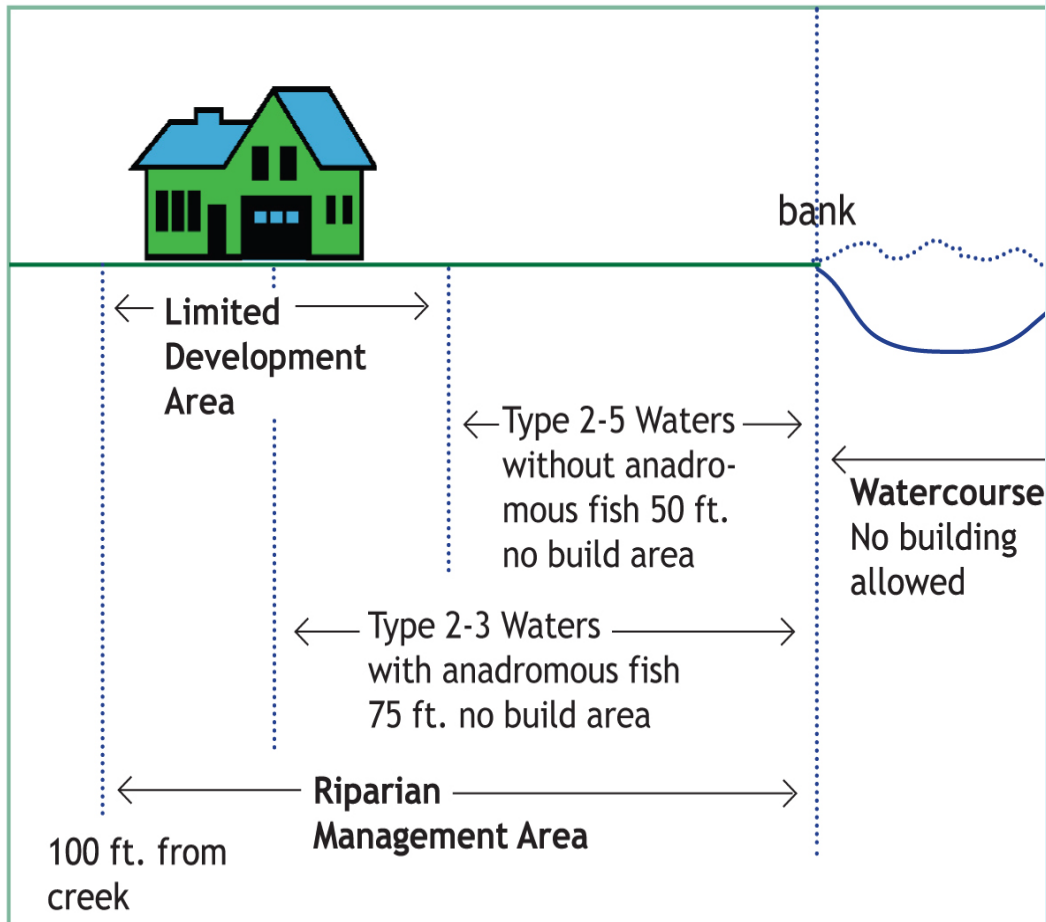 bank
Limited
Development
Area
Type 2-5 Waters
without anadro-
mous fish 50 ft.
no build area
Watercourse
No building
allowed
Type 2-3 Waters
with anadromous fish
75 ft. no build area
Riparian
Management Area
100 ft. from
creek